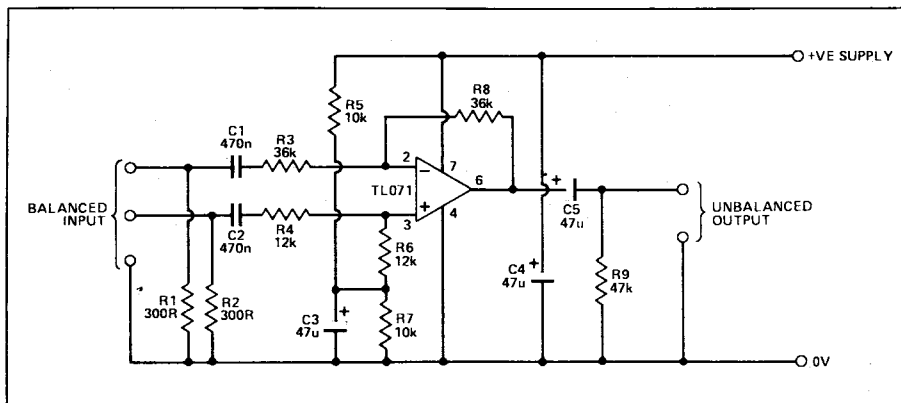 +VE SUPPLY
R8
36k
R5
10k
C1
470n
R3
36k
2
7
6
TL071
3
4
BALANCED
INPUT
C2
470n
R4
12k
R6
12k
C5
47u
UNBALANCED
OUTPUT
C4
47u
R9
47k
R1
300R
R2
300R
C3
47u
R7
10k
0V